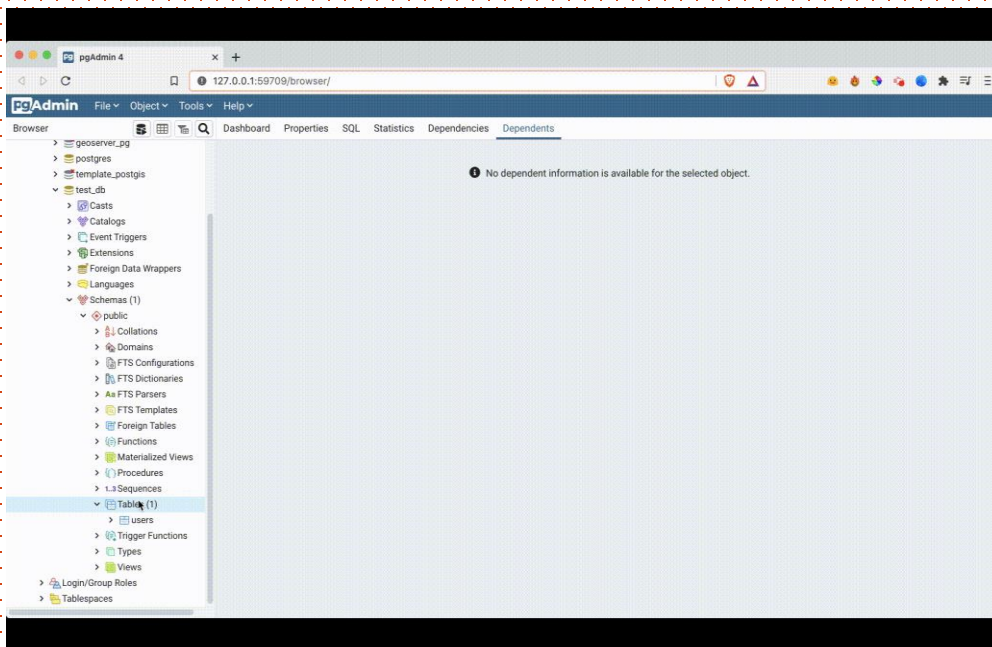 pgAdmin 4
127.0.0.1:59709/browser/
pgAdmin File Object Tools Help
Browser Dashboard Properties SQL Statistics Dependencies Dependents
geoserver_pg
postgres
template_postgis
test_db
Casts
Catalogs
Event Triggers
Extensions
Foreign Data Wrappers
Languages
Schemas (1)
public
Collations
Domains
FTS Configurations
FTS Dictionaries
Aa FTS Parsers
FTS Templates
Foreign Tables
Functions
Materialized Views
Procedures
1..3 Sequences
Tables (1)
users
Trigger Functions
Types
Views
Login/Group Roles
Tablespaces
No dependent information is available for the selected object.